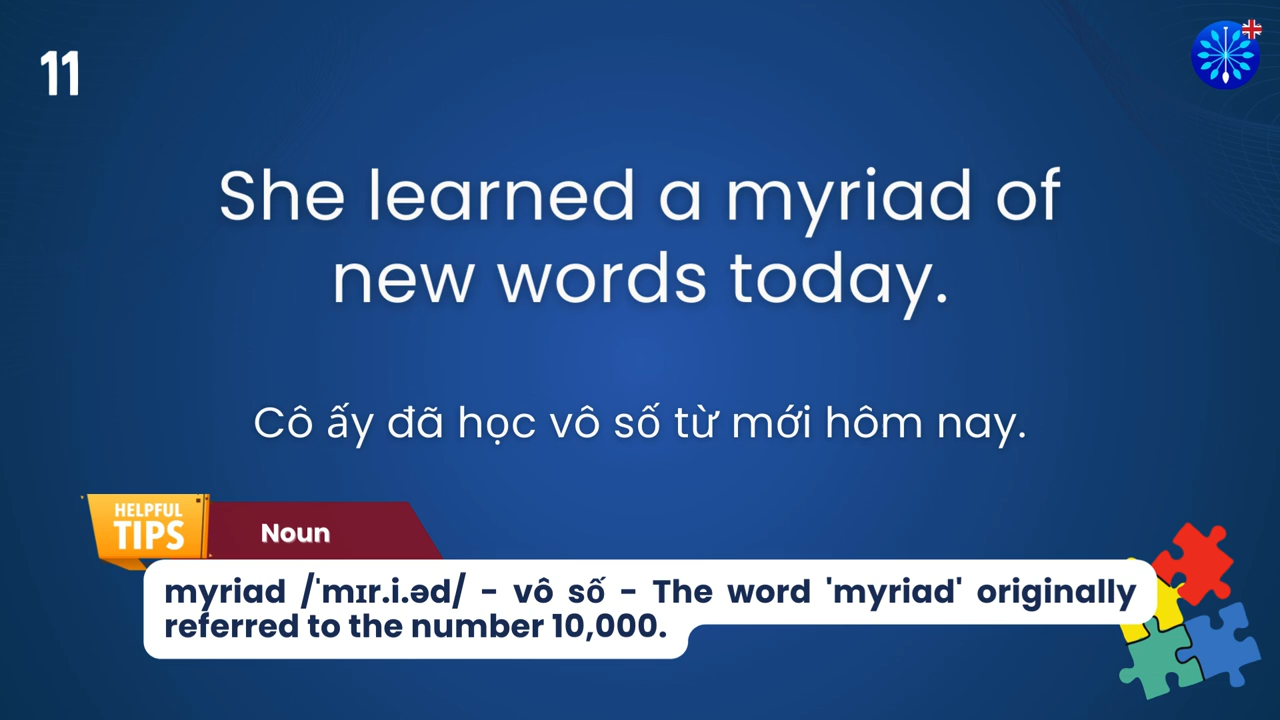 11
She learned a myriad of
new words today.
Cô ấy đã học vô số từ mới hôm nay.
HELPFUL
TIPS
Noun
myriad /ˈmɪr.i.əd/ - vô số - The word 'myriad' originally
referred to the number 10,000.